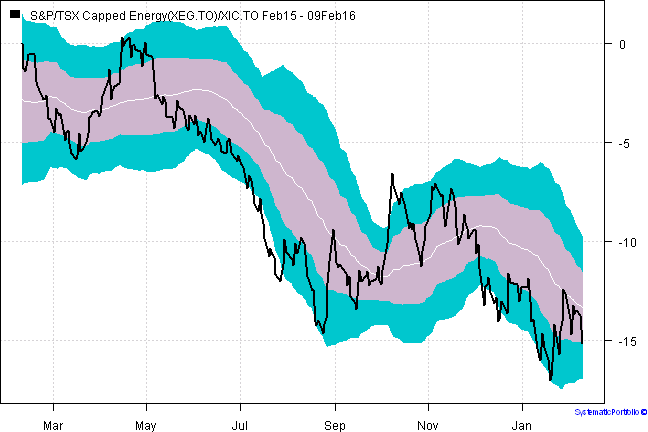 S&P/TSX Capped Energy(XEG.TO)/XIC.TO Feb15 - 09Feb16
0
-5
-10
-15
Mar May Jul Sep Nov Jan
SystematicPortfolio ©